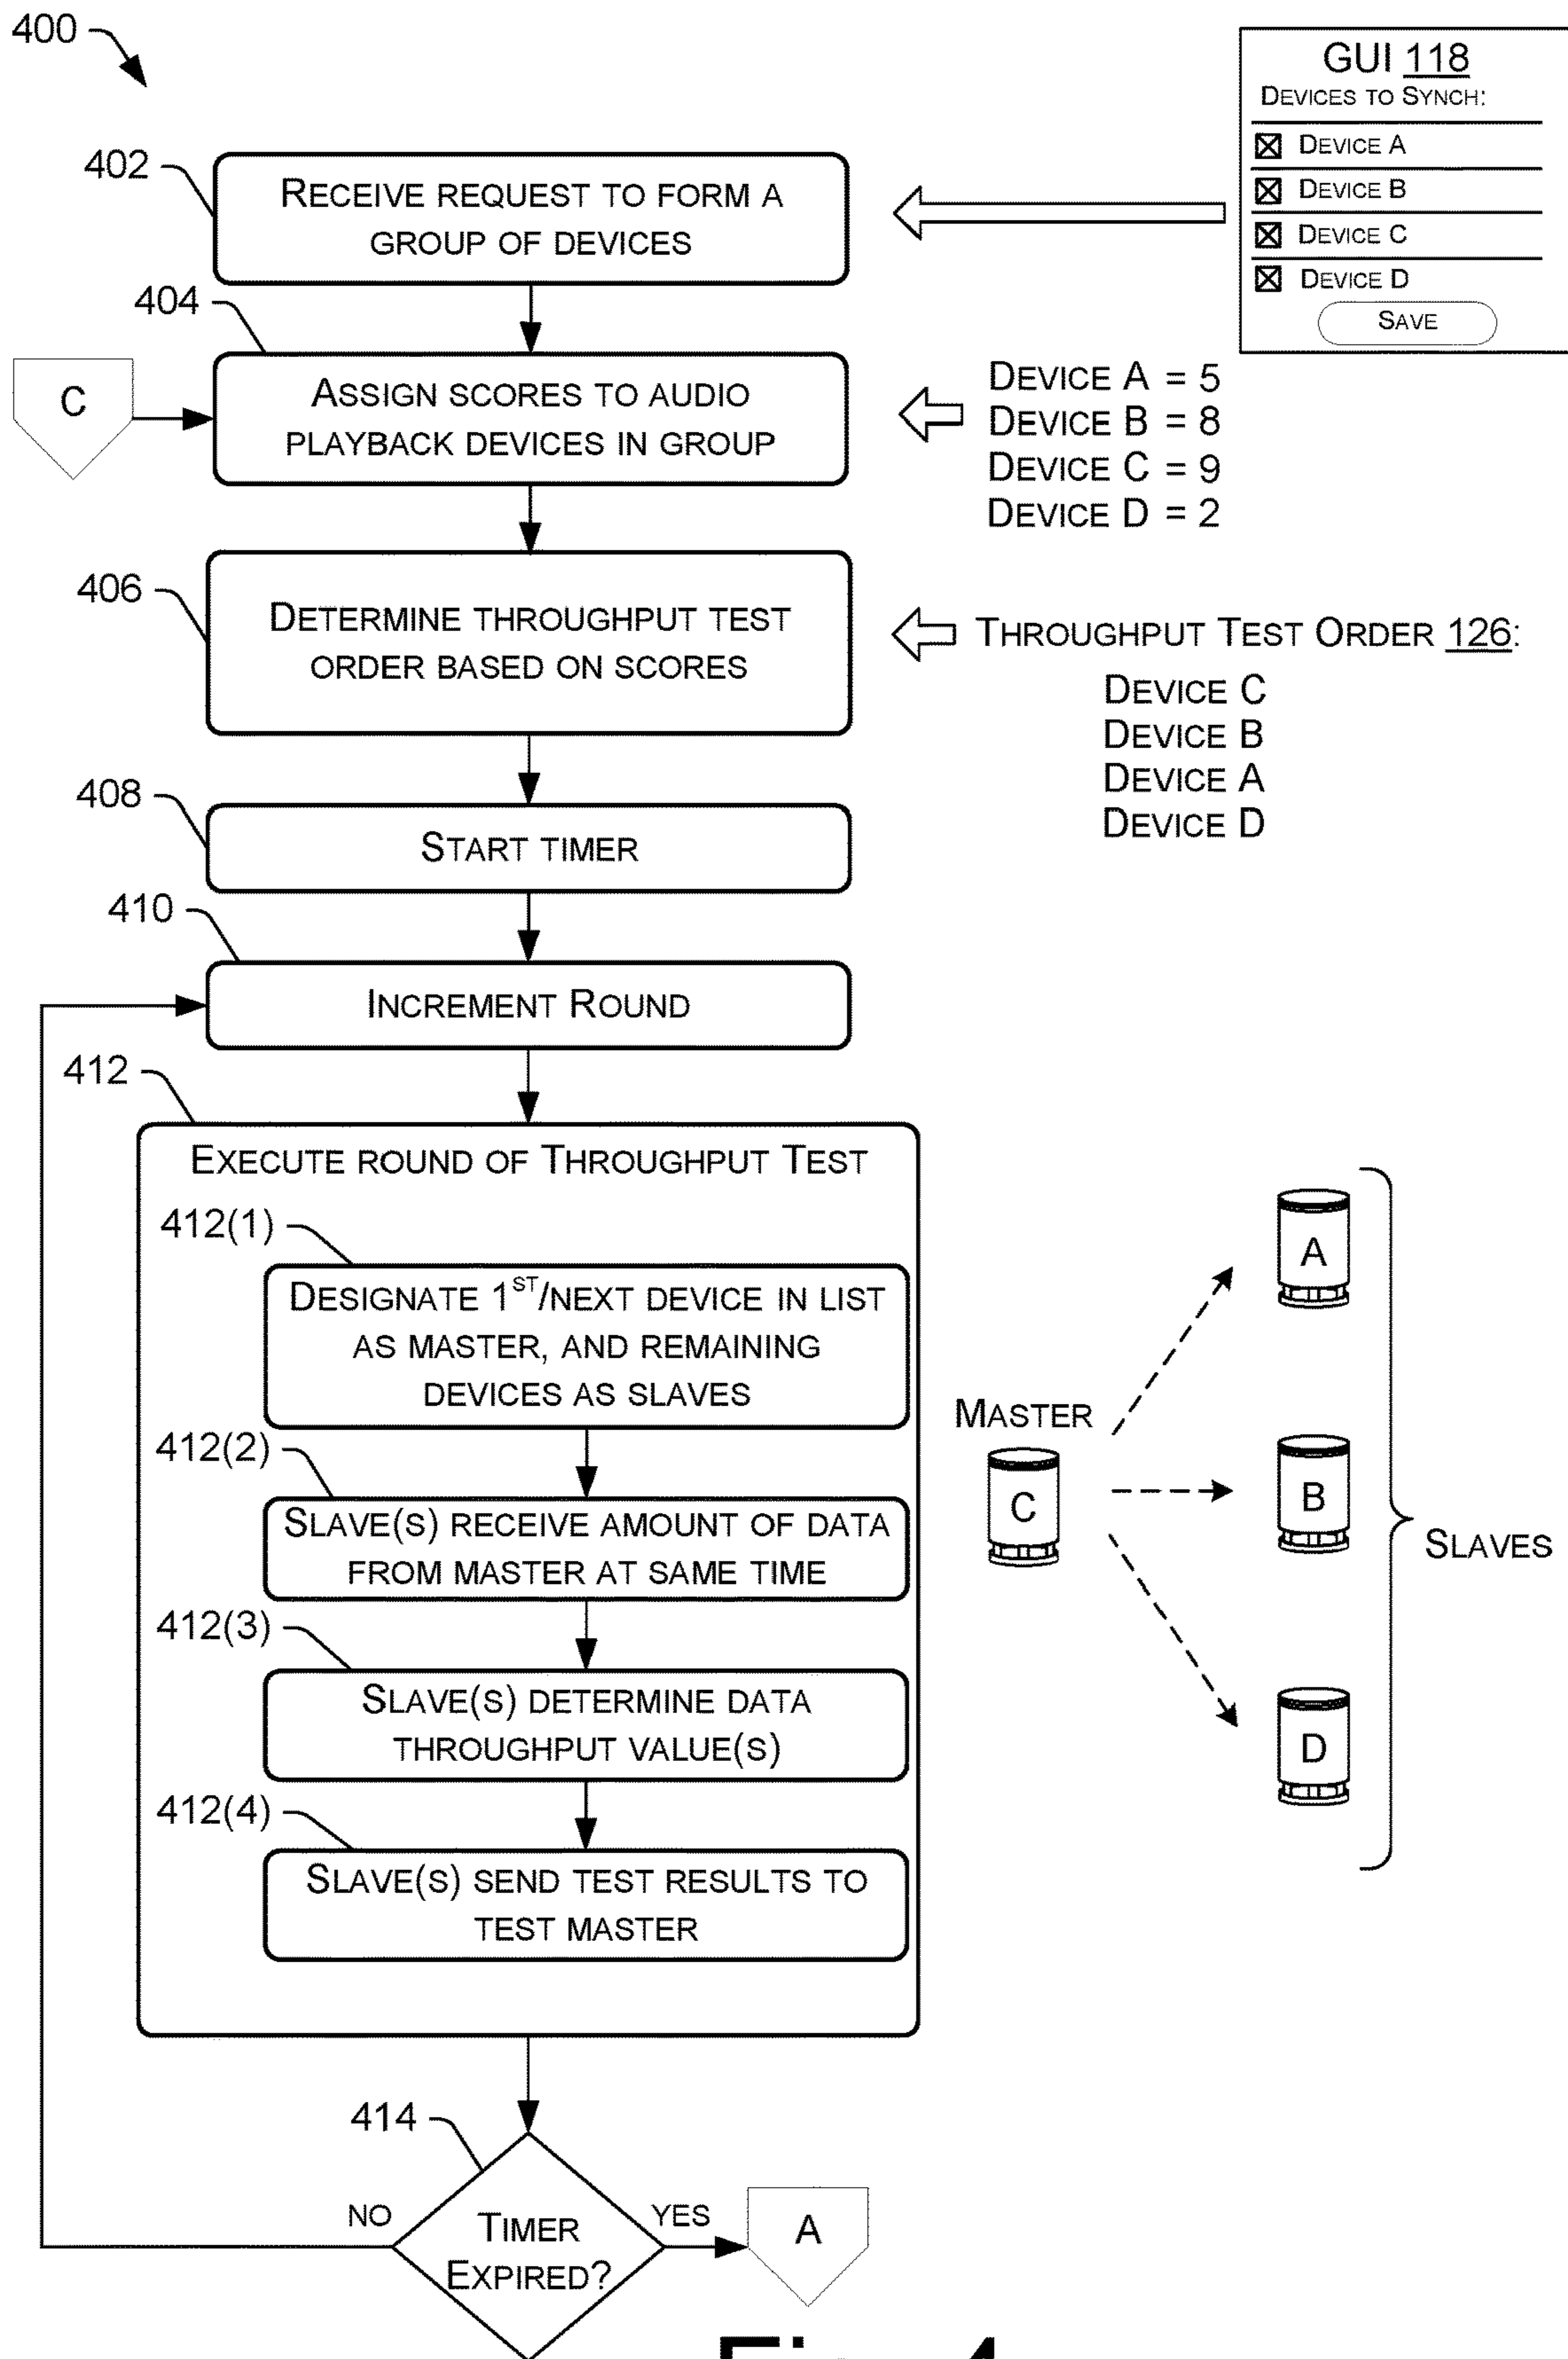 400
GUI 118
DEVICES TO SYNCH:
DEVICE A
DEVICE B
DEVICE C
DEVICE D
SAVE
402
RECEIVE REQUEST TO FORM A
GROUP OF DEVICES
404
C
ASSIGN SCORES TO AUDIO
PLAYBACK DEVICES IN GROUP
DEVICE A = 5
DEVICE B = 8
DEVICE C = 9
DEVICE D = 2
406
DETERMINE THROUGHPUT TEST
ORDER BASED ON SCORES
THROUGHPUT TEST ORDER 126:
DEVICE C
DEVICE B
DEVICE A
DEVICE D
408
START TIMER
410
INCREMENT ROUND
412
EXECUTE ROUND OF THROUGHPUT TEST
412(1)
DESIGNATE 1ST/NEXT DEVICE IN LIST
AS MASTER, AND REMAINING
DEVICES AS SLAVES
412(2)
SLAVE(S) RECEIVE AMOUNT OF DATA
FROM MASTER AT SAME TIME
412(3)
SLAVE(S) DETERMINE DATA
THROUGHPUT VALUE(S)
412(4)
SLAVE(S) SEND TEST RESULTS TO
TEST MASTER
MASTER
C
A
B
D
SLAVES
414
NO
TIMER
EXPIRED?
YES
A